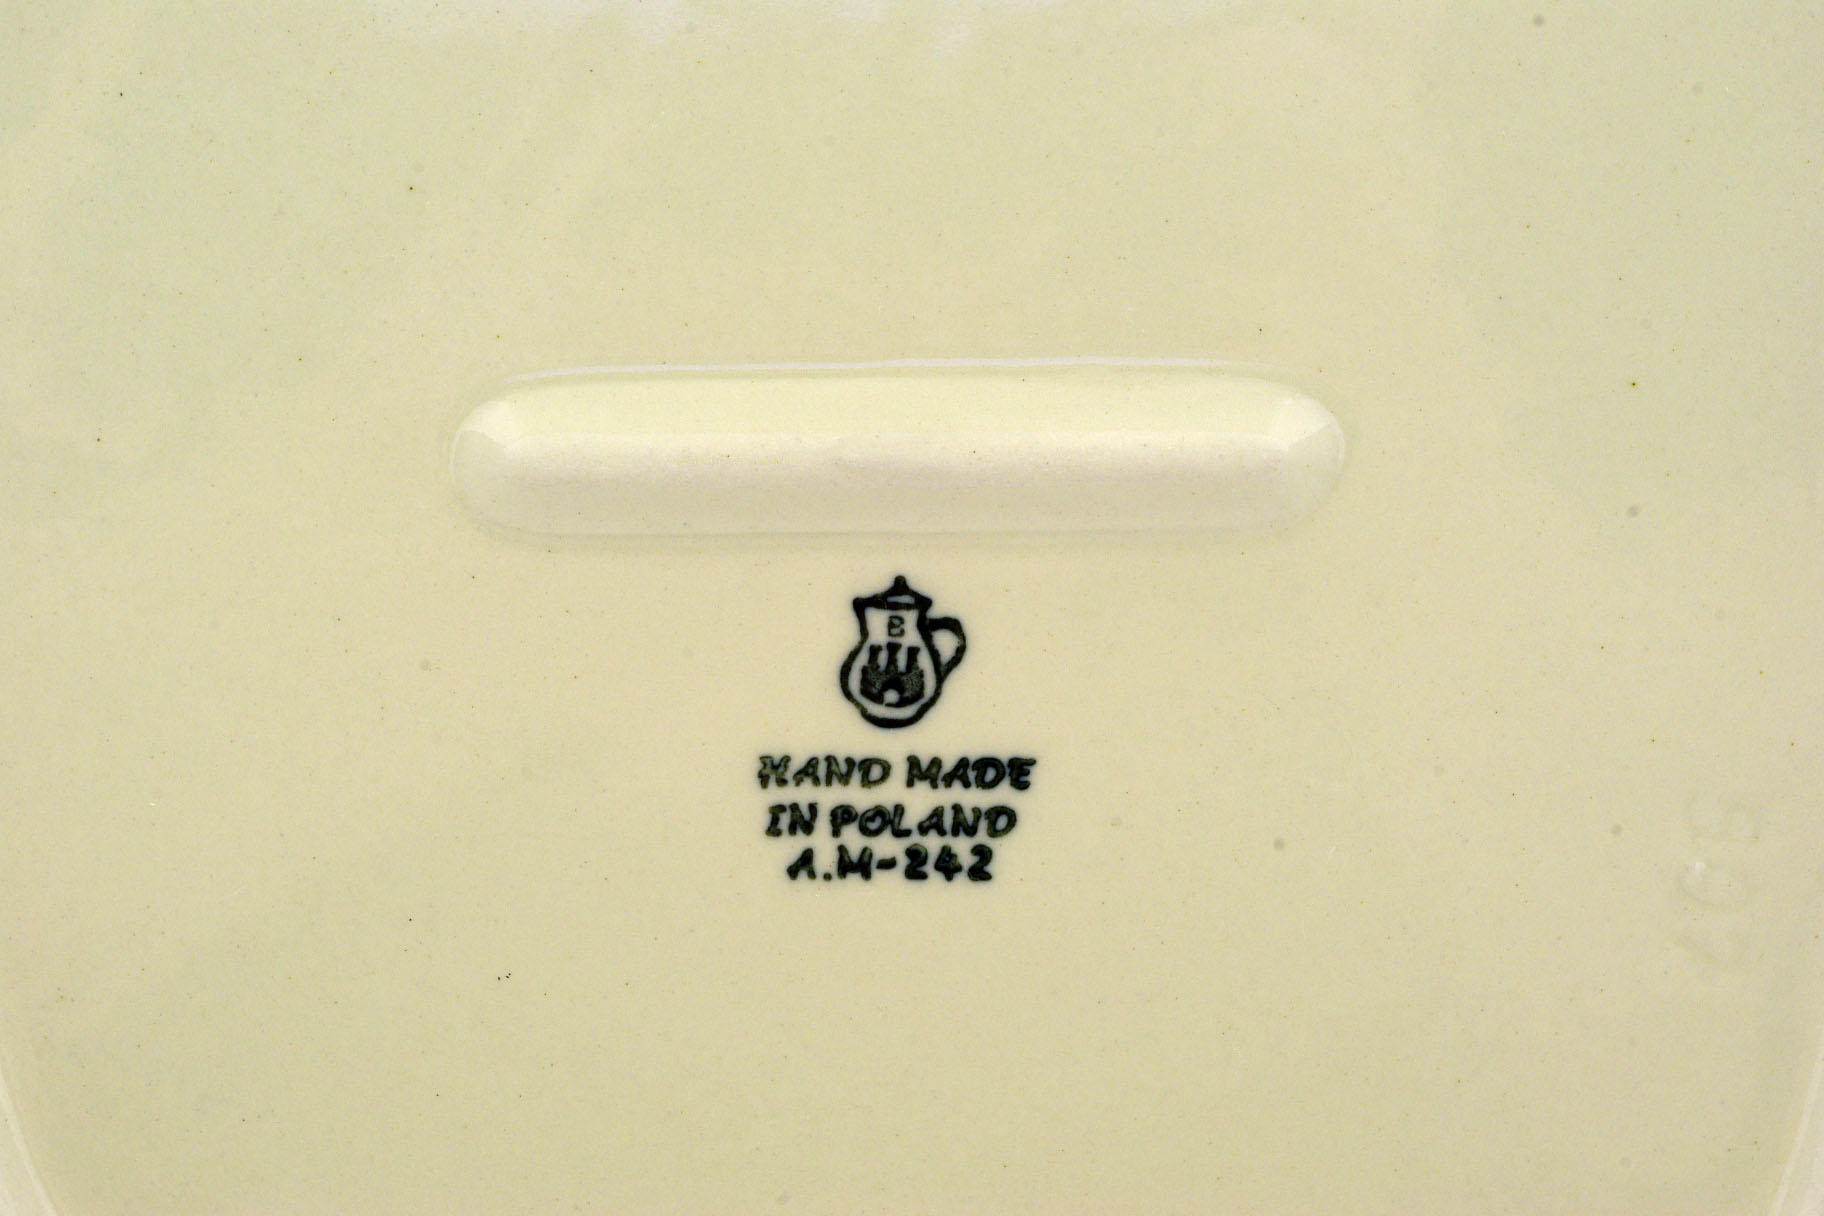 B
HAND MADE
IN POLAND
A.M-242